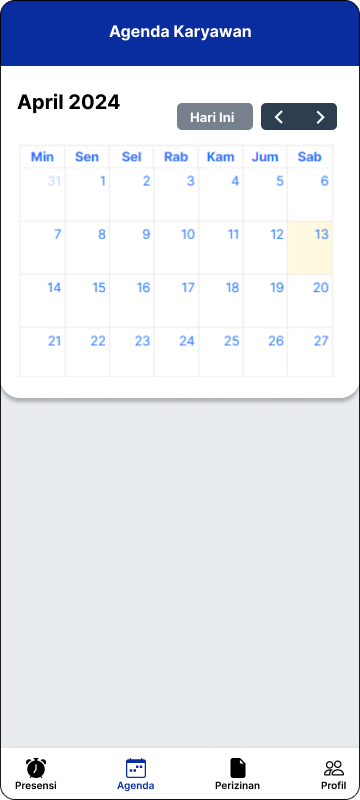 Agenda Karyawan
April 2024
Hari Ini
Min Sen Sel Rab Kam Jum Sab
31 1 2 3 4 5 6
7 8 9 10 11 12 13
14 15 16 17 18 19 20
21 22 23 24 25 26 27
Presensi Agenda Perizinan Profil